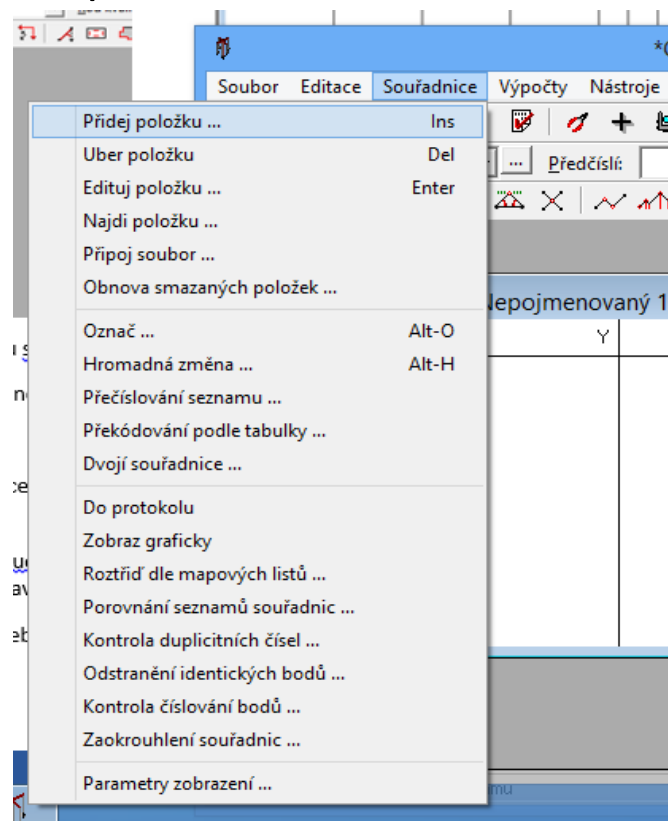 Soubor Editace Souřadnice Výpočty Nástroje
Přidej položku ... Ins
Uber položku Del
Edituj položku ... Enter
Předčíslí:
Najdi položku ...
Připoj soubor ...
Obnova smazaných položek ...
Nepojmenovaný 1
Označ ... Alt-O
Y
Hromadná změna ... Alt-H
Přečíslování seznamu ...
Překódování podle tabulky ...
Dvojí souřadnice ...
Do protokolu
Zobraz graficky
Roztřiď dle mapových listů ...
Porovnání seznamů souřadnic ...
Kontrola duplicitních čísel ...
Odstranění identických bodů ...
Kontrola číslování bodů ...
Zaokrouhlení souřadnic ...
Parametry zobrazení ...